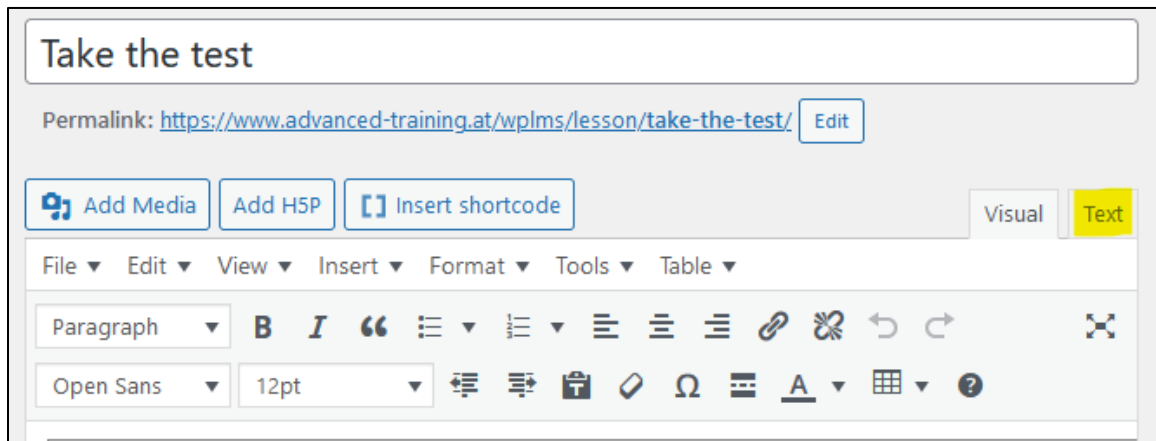 Take the test
Permalink: https://www.advanced-training.at/wplms/lesson/take-the-test/ Edit
Add Media Add H5P [] Insert shortcode Visual Text
File Edit View Insert Format Tools Table
Paragraph B I
Open Sans 12pt T Ω A ?